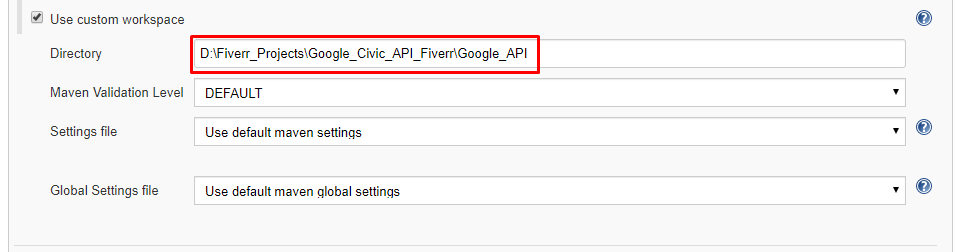 Use custom workspace
Directory D:\Fiverr_Projects\Google_Civic_API_Fiverr\Google_API
Maven Validation Level DEFAULT
Settings file Use default maven settings
Global Settings file Use default maven global settings